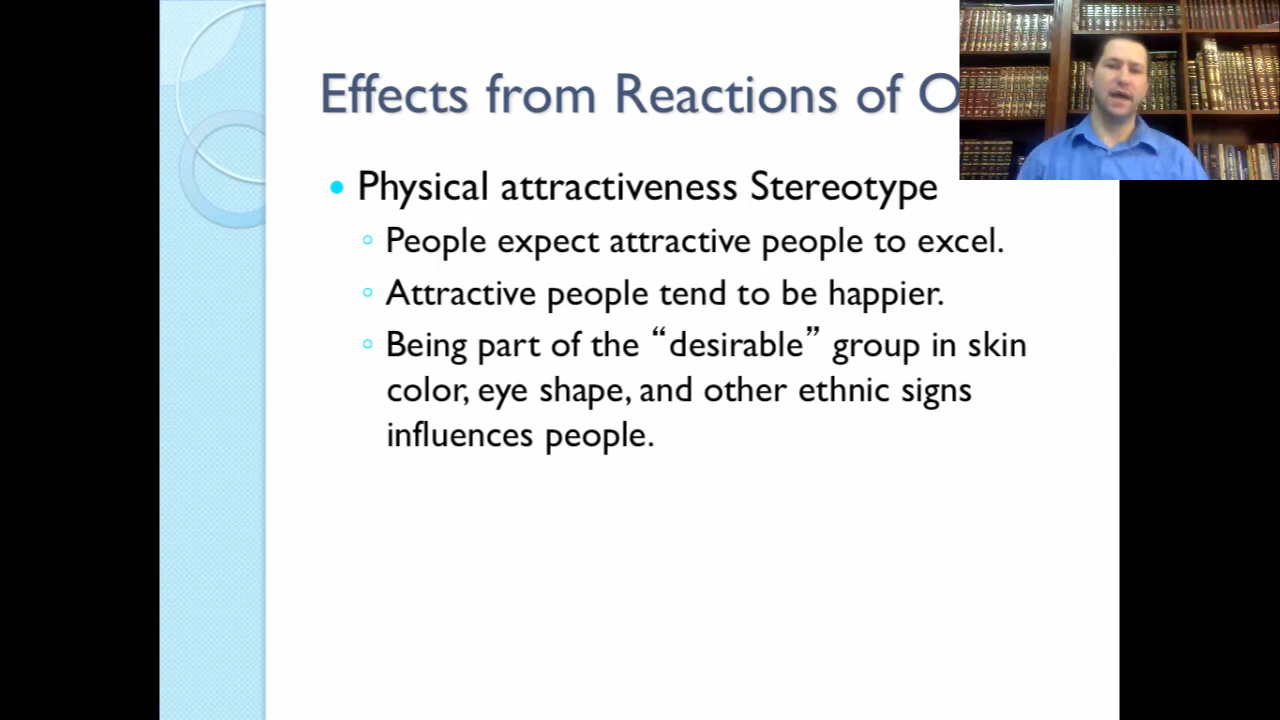 Effects from Reactions of O
Physical attractiveness Stereotype
People expect attractive people to excel.
Attractive people tend to be happier.
Being part of the “desirable” group in skin
color, eye shape, and other ethnic signs
influences people.